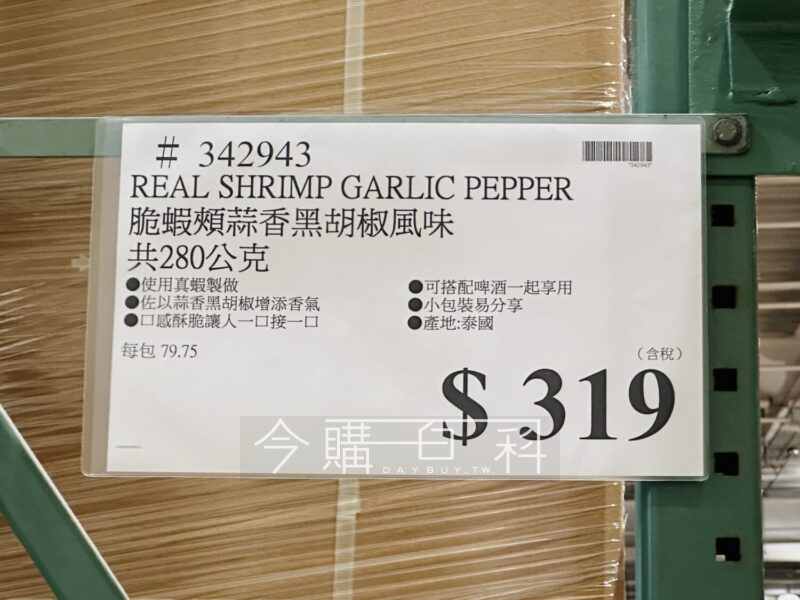 # 342943
*342943*
REAL SHRIMP GARLIC PEPPER
脆蝦頰蒜香黑胡椒風味
共280公克
●使用真蝦製做
●佐以蒜香黑胡椒增添香氣
●口感酥脆讓人一口接一口
●可搭配啤酒一起享用
●小包裝易分享
●產地:泰國
每包 79.75
（含稅）
$ 319
今購百科
DAYBUY.TW